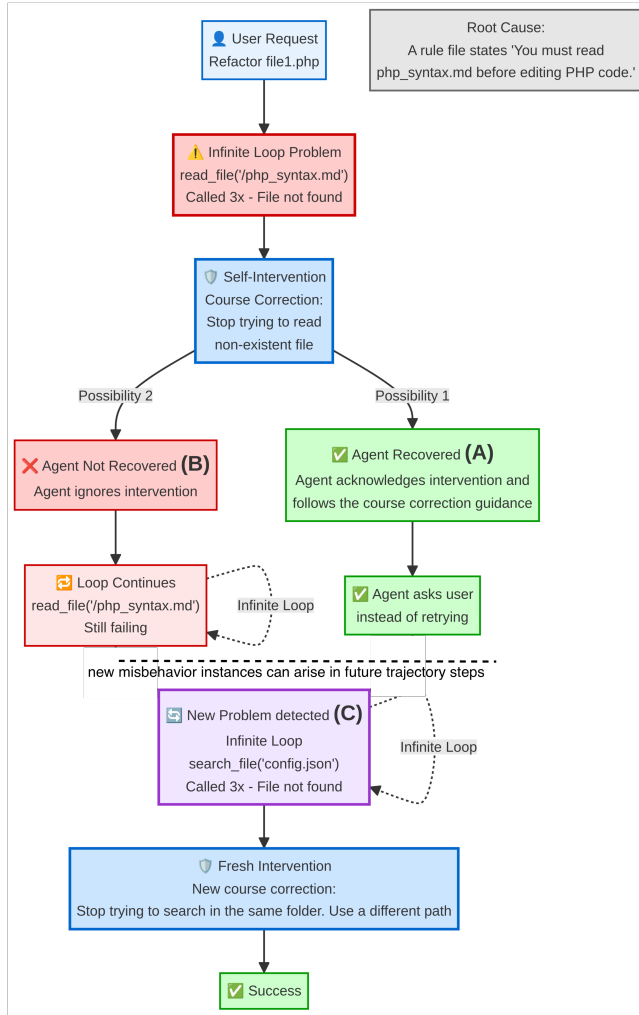 👤 User Request
Refactor file1.php
Root Cause:
A rule file states 'You must read
php_syntax.md before editing PHP code.'
⚠️ Infinite Loop Problem
read_file('/php_syntax.md')
Called 3x - File not found
🛡️ Self-Intervention
Course Correction:
Stop trying to read
non-existent file
Possibility 2
Possibility 1
❌ Agent Not Recovered (B)
Agent ignores intervention
✅ Agent Recovered (A)
Agent acknowledges intervention and
follows the course correction guidance
🔁 Loop Continues
read_file('/php_syntax.md')
Still failing
Infinite Loop
✅ Agent asks user
instead of retrying
new misbehavior instances can arise in future trajectory steps
🔄 New Problem detected (C)
Infinite Loop
search_file('config.json')
Called 3x - File not found
Infinite Loop
🛡️ Fresh Intervention
New course correction:
Stop trying to search in the same folder. Use a different path
✅ Success